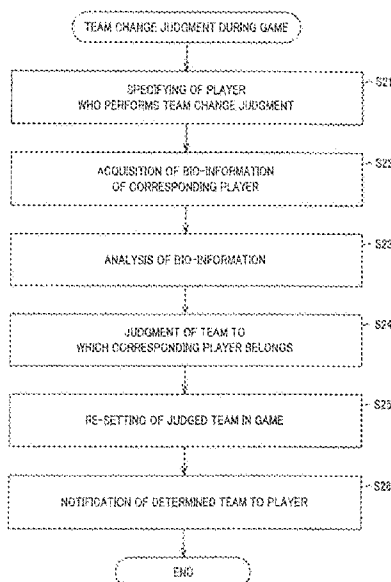 TEAM CHANGE JUDGMENT DURING GAME
S21
SPECIFYING OF PLAYER
WHO PERFORMS TEAM CHANGE JUDGMENT
S22
ACQUISITION OF BIO-INFORMATION
OF CORRESPONDING PLAYER
S23
ANALYSIS OF BIO-INFORMATION
S24
JUDGMENT OF TEAM TO
WHICH CORRESPONDING PLAYER BELONGS
S25
RE-SETTING OF JUDGED TEAM IN GAME
S26
NOTIFICATION OF DETERMINED TEAM TO PLAYER
END